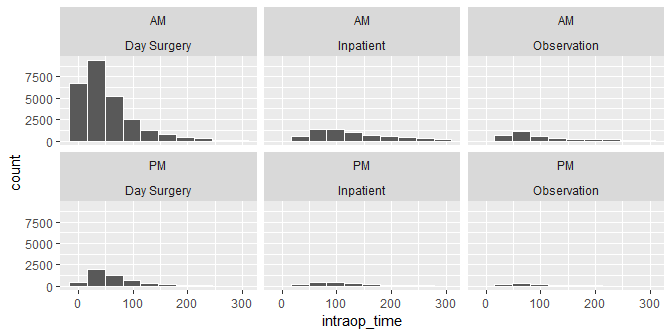 AM AM AM
Day Surgery Inpatient Observation
7500
5000
2500
0
PM PM PM
Day Surgery Inpatient Observation
7500
5000
2500
0
count
0 100 200 300 0 100 200 300 0 100 200 300
intraop_time